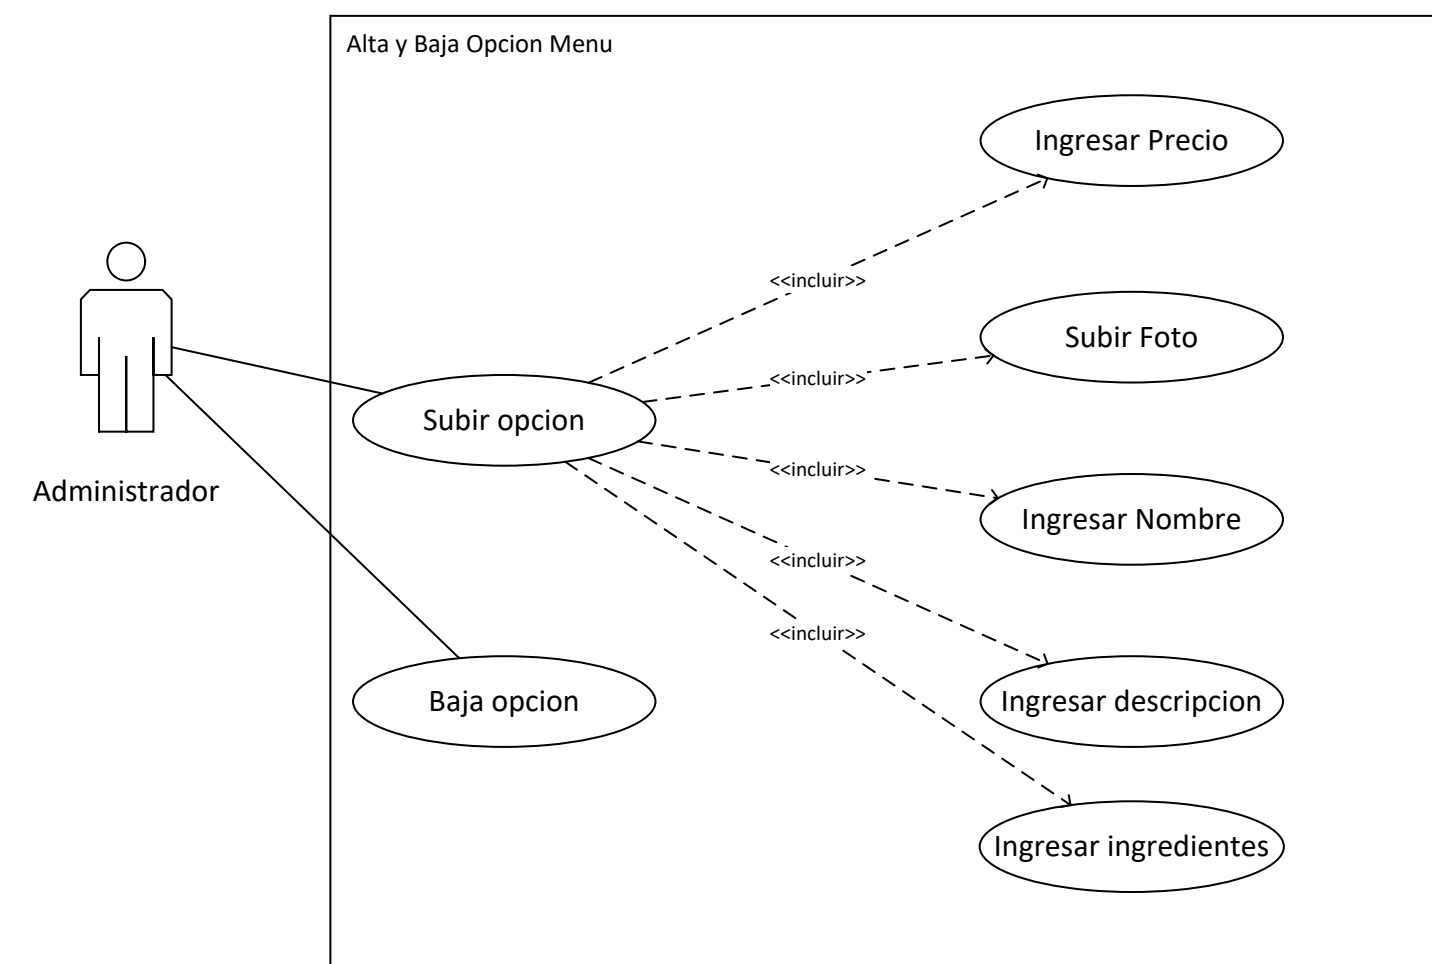 Alta y Baja Opcion Menu
Ingresar Precio
<<incluir>>
Subir Foto
<<incluir>>
Subir opcion
<<incluir>>
Administrador
Ingresar Nombre
<<incluir>>
<<incluir>>
Baja opcion
Ingresar descripcion
Ingresar ingredientes